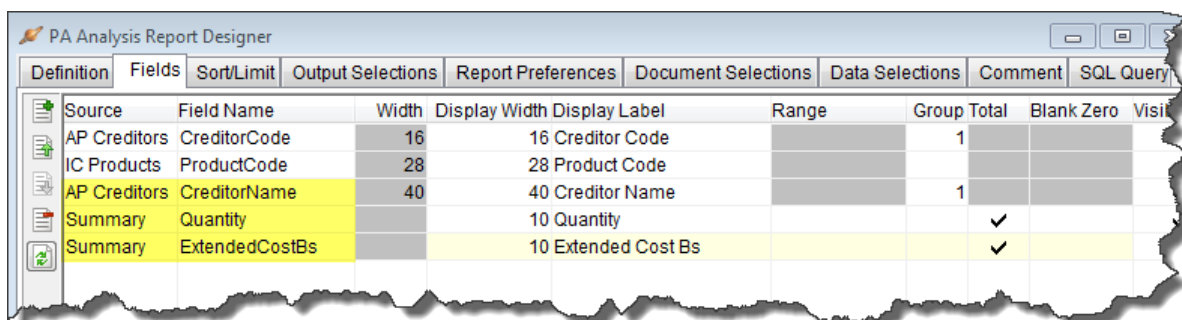 PA Analysis Report Designer
Definition Fields Sort/Limit Output Selections Report Preferences Document Selections Data Selections Comment SQL Query
Source Field Name Width Display Width Display Label Range Group Total Blank Zero
AP Creditors CreditorCode 16 16 Creditor Code 1
IC Products ProductCode 28 28 Product Code
AP Creditors CreditorName 40 40 Creditor Name 1
Summary Quantity 10 Quantity
Summary ExtendedCostBs 10 Extended Cost Bs